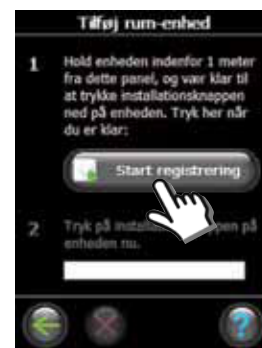 Tilføj rum-enhed
1 Hold enheden indenfor 1 meter
fra dette panel, og vær klar til
at trykke installationsknappen
ned på enheden. Tryk her når
du er klar:
Start registrering
2 Tryk på på
enheden nu.
?